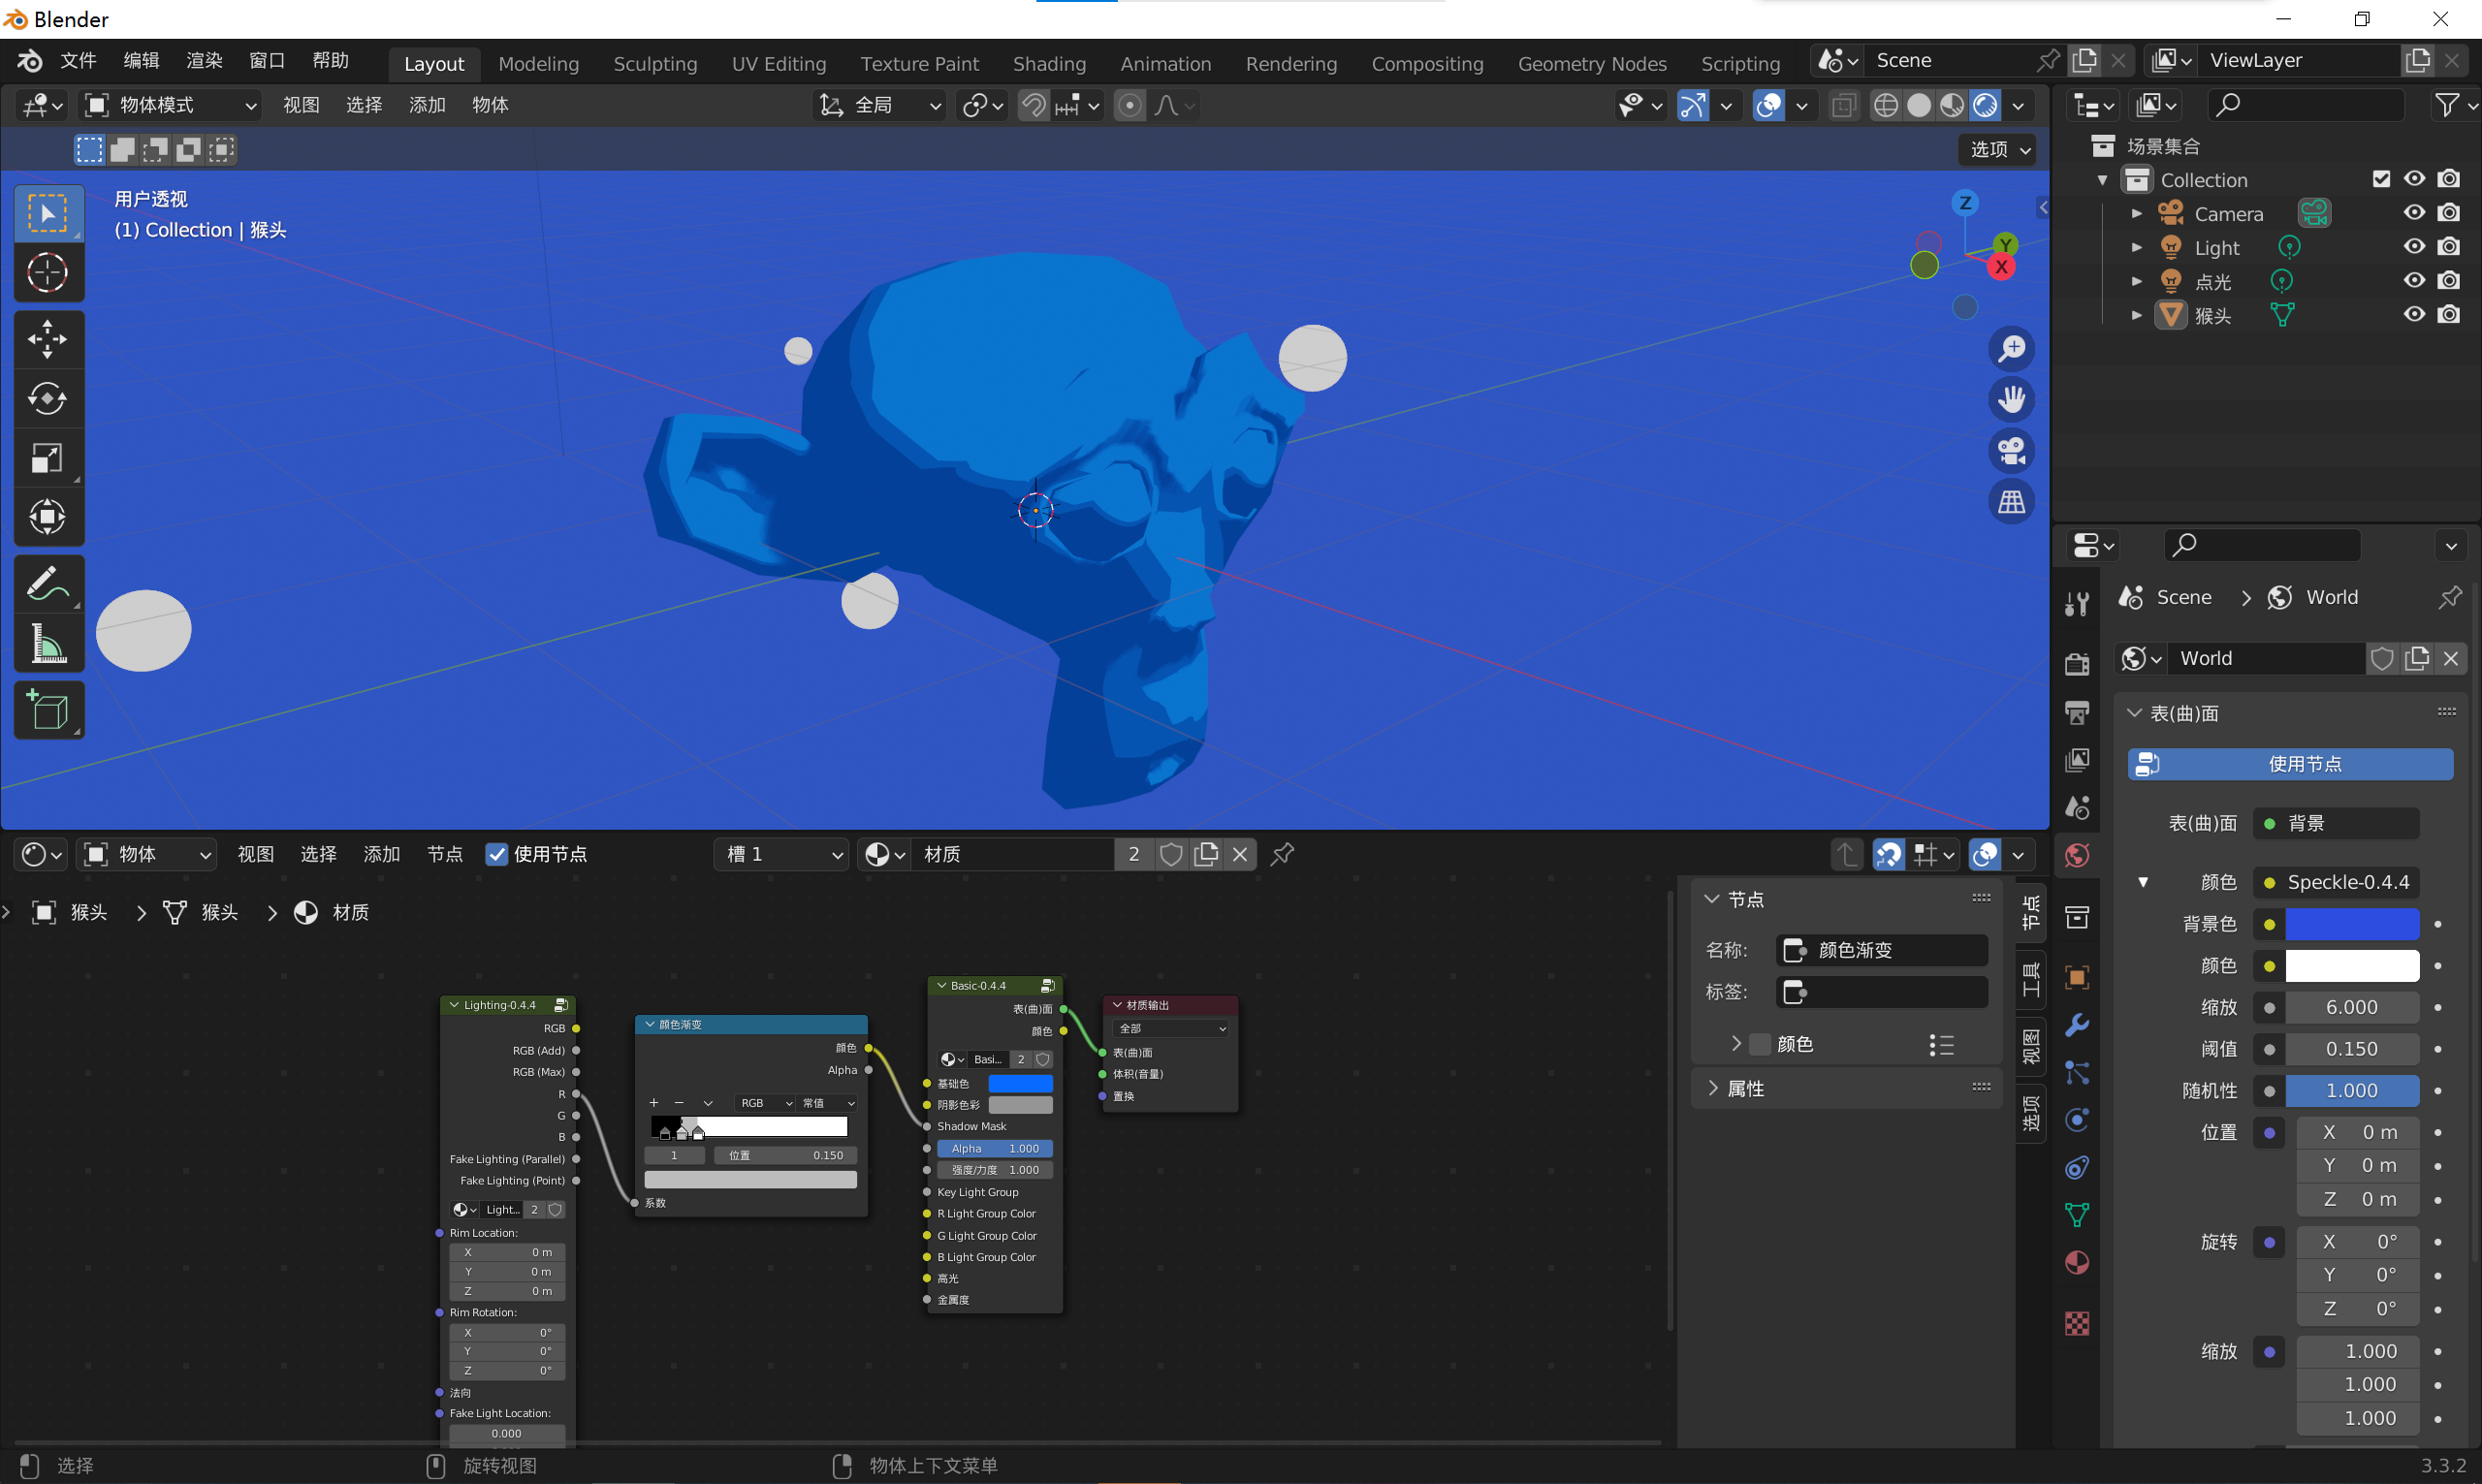 Blender
文件 编辑 渲染 窗口 帮助 Layout Modeling Sculpting UV Editing Texture Paint Shading Animation Rendering Compositing Geometry Nodes Scripting Scene ViewLayer
物体模式 视图 选择 添加 物体 全局
选项
用户透视
(1) Collection | 猴头
Z
Y
X
场景集合
Collection
Camera
Light
点光
猴头
Scene > World
World
表(曲)面
使用节点
表(曲)面 背景
颜色 Speckle-0.4.4
背景色
颜色
缩放 6.000
阈值 0.150
随机性 1.000
位置 X 0 m
Y 0 m
Z 0 m
旋转 X 0°
Y 0°
Z 0°
缩放 1.000
1.000
1.000
物体 视图 选择 添加 节点 使用节点 槽 1 材质 2
猴头 > 猴头 > 材质
Lighting-0.4.4
RGB
RGB (Add)
RGB (Max)
R
G
B
Fake Lighting (Parallel)
Fake Lighting (Point)
Light... 2
Rim Location:
X 0 m
Y 0 m
Z 0 m
Rim Rotation:
X 0°
Y 0°
Z 0°
法向
Fake Light Location:
0.000
颜色渐变
颜色
Alpha
+ − RGB 常值
1 位置 0.150
系数
Basic-0.4.4
表(曲)面
颜色
Basi... 2
基础色
阴影色彩
Shadow Mask
Alpha 1.000
强度/力度 1.000
Key Light Group
R Light Group Color
G Light Group Color
B Light Group Color
高光
金属度
材质输出
全部
表(曲)面
体积(音量)
置换
节点
名称: 颜色渐变
标签:
颜色
属性
节点
工具
视图
选项
选择 旋转视图 物体上下文菜单 3.3.2